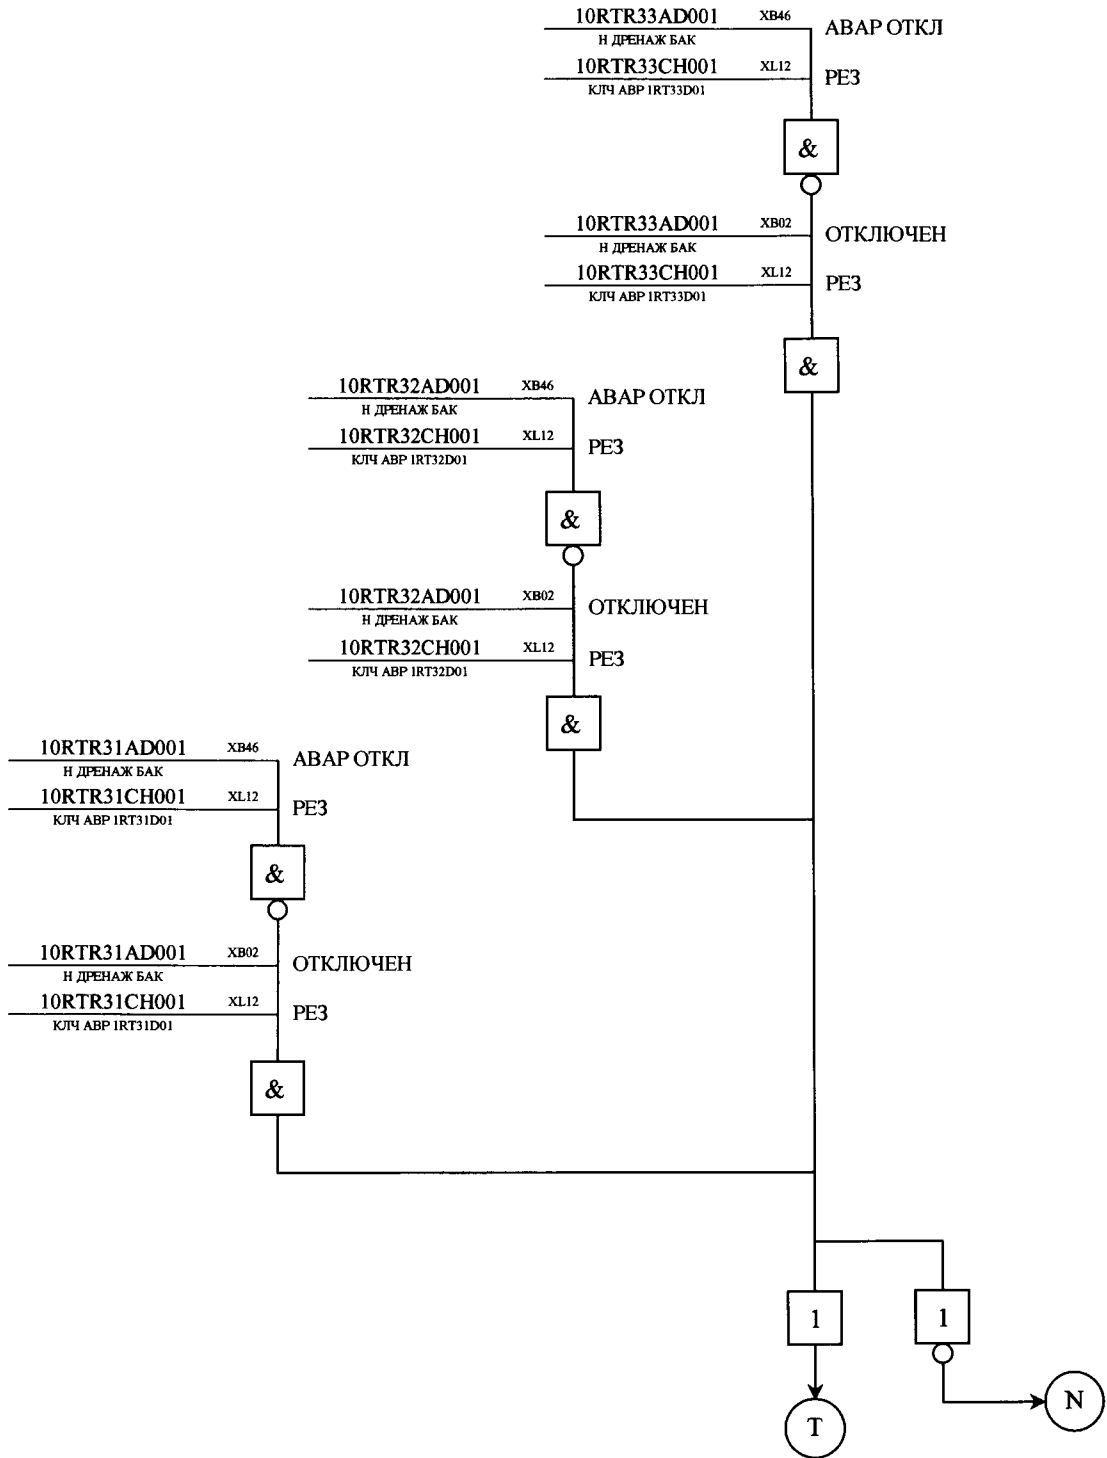 10RTR33AD001 XB46 АВАР ОТКЛ
Н ДРЕНАЖ БАК
10RTR33CH001 XL12 РЕЗ
КЛЧ АВР 1RT33D01
&
10RTR33AD001 XB02 ОТКЛЮЧЕН
Н ДРЕНАЖ БАК
10RTR33CH001 XL12 РЕЗ
КЛЧ АВР 1RT33D01
&
10RTR32AD001 XB46 АВАР ОТКЛ
Н ДРЕНАЖ БАК
10RTR32CH001 XL12 РЕЗ
КЛЧ АВР 1RT32D01
&
10RTR32AD001 XB02 ОТКЛЮЧЕН
Н ДРЕНАЖ БАК
10RTR32CH001 XL12 РЕЗ
КЛЧ АВР 1RT32D01
&
10RTR31AD001 XB46 АВАР ОТКЛ
Н ДРЕНАЖ БАК
10RTR31CH001 XL12 РЕЗ
КЛЧ АВР 1RT31D01
&
10RTR31AD001 XB02 ОТКЛЮЧЕН
Н ДРЕНАЖ БАК
10RTR31CH001 XL12 РЕЗ
КЛЧ АВР 1RT31D01
&
1 1
N
T